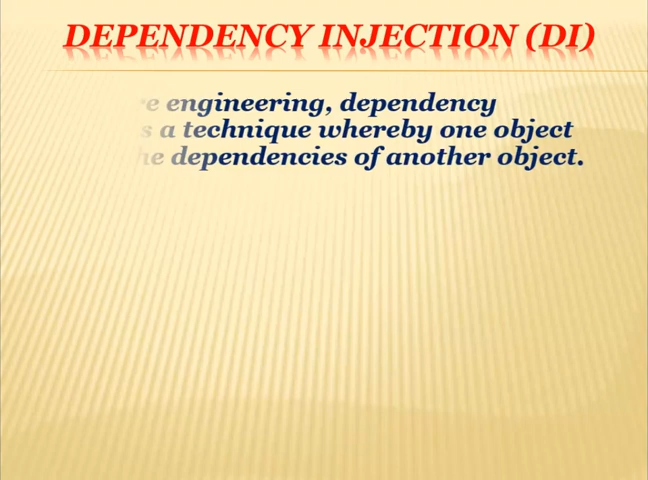 DEPENDENCY INJECTION (DI)
engineering, dependency
a technique whereby one object
dependencies of another object.